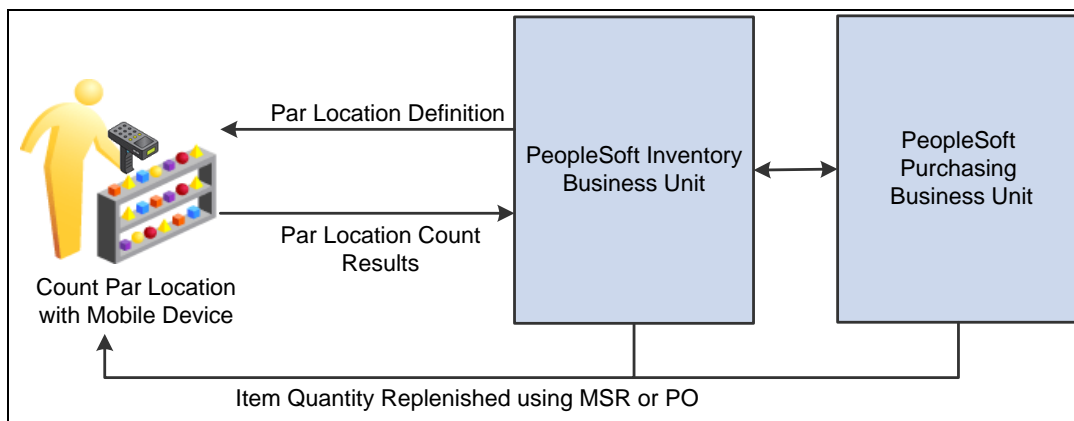 Par Location Definition
PeopleSoft Inventory
Business Unit
PeopleSoft
Purchasing
Business Unit
Par Location Count
Results
Count Par Location
with Mobile Device
Item Quantity Replenished using MSR or PO